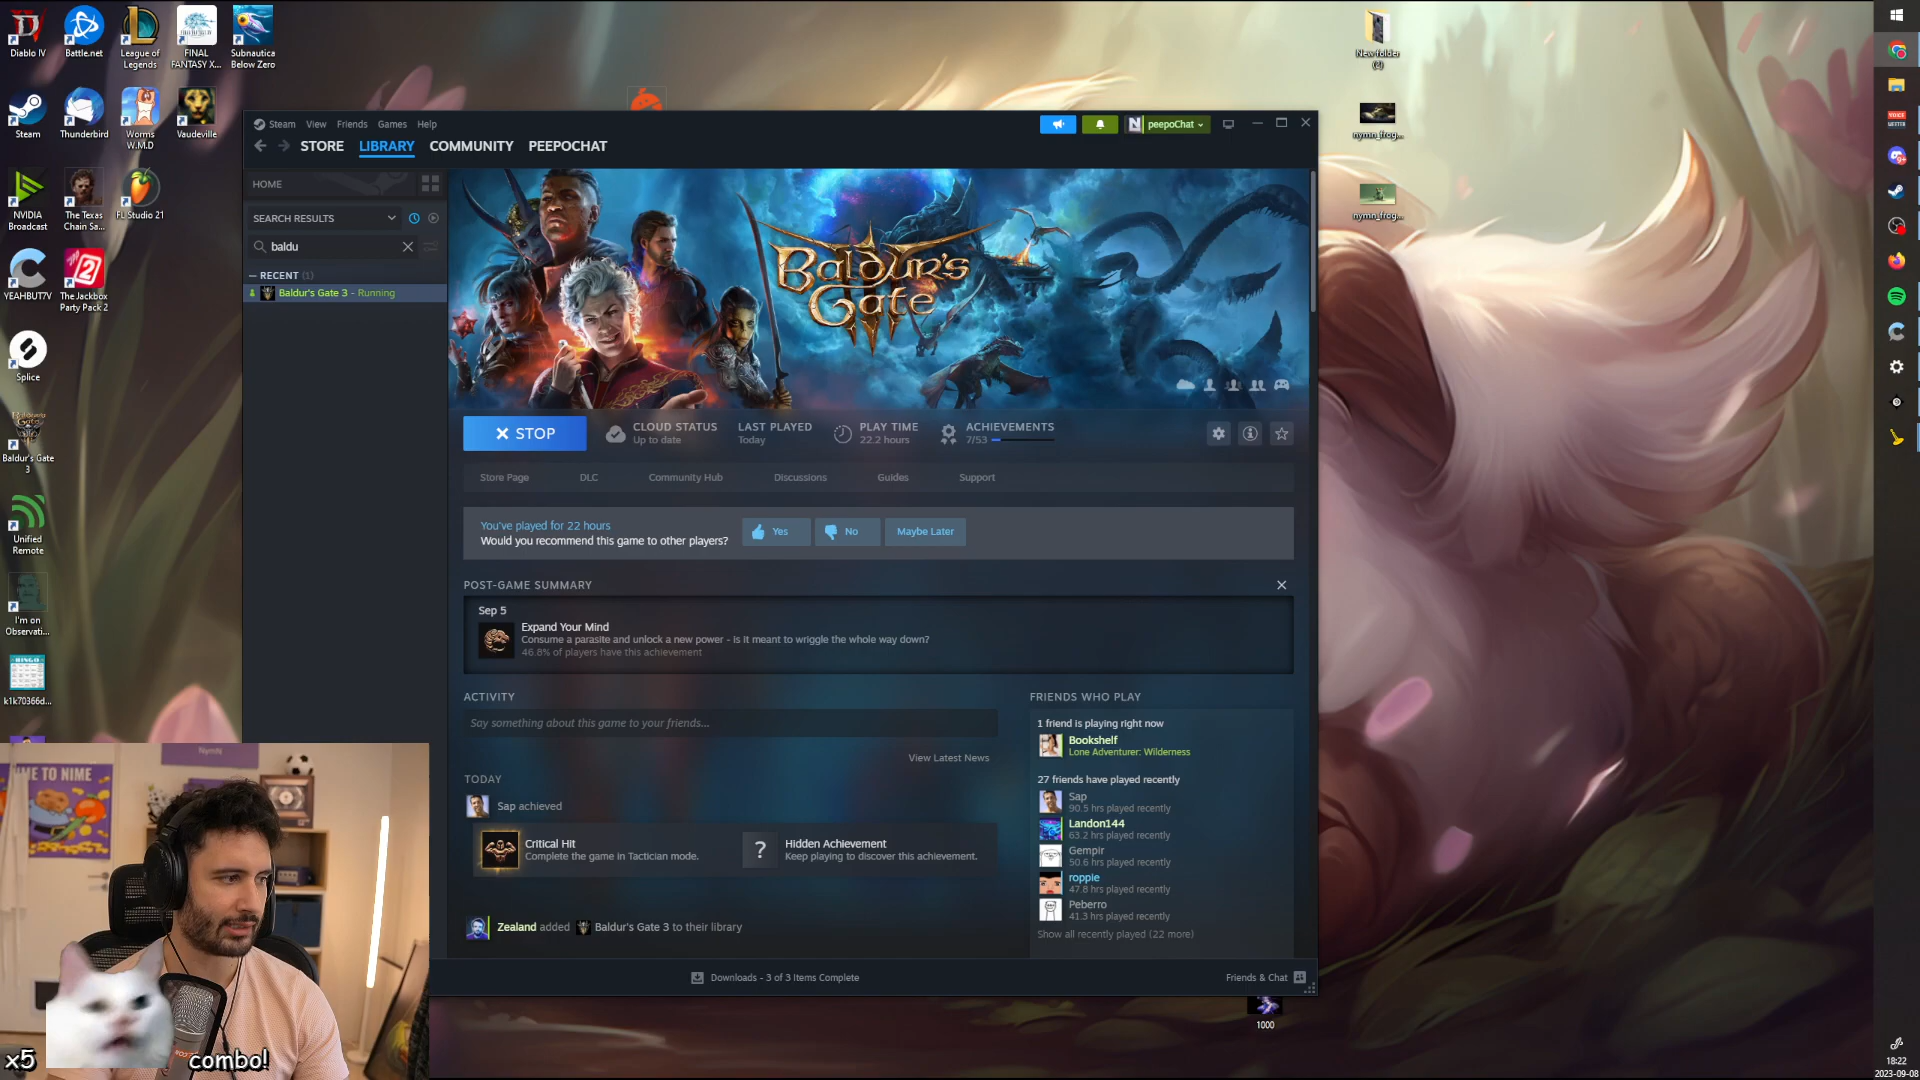 Diablo IV
Battle.net
League of
Legends
FINAL
FANTASY X...
Subnautica
Below Zero
Steam
Thunderbird
Worms
W.M.D
Vaudeville
NVIDIA
Broadcast
The Texas
Chain Sa...
FL Studio 21
YEAHBUT7V
The Jackbox
Party Pack 2
Splice
Baldur's Gate
3
Unified
Remote
I'm on
Observati...
k1k70366d...
New folder
(2)
nymn_frog...
nymn_frog...
1000
Steam View Friends Games Help
peepoChat
STORE LIBRARY COMMUNITY PEEPOCHAT
HOME
SEARCH RESULTS
baldu
RECENT (1)
Baldur's Gate 3 - Running
Baldur's
Gate
STOP
CLOUD STATUS
Up to date
LAST PLAYED
Today
PLAY TIME
22.2 hours
ACHIEVEMENTS
7/53
Store Page DLC Community Hub Discussions Guides Support
You've played for 22 hours
Would you recommend this game to other players?
Yes No Maybe Later
POST-GAME SUMMARY
Sep 5
Expand Your Mind
Consume a parasite and unlock a new power - is it meant to wriggle the whole way down?
46.8% of players have this achievement
ACTIVITY
Say something about this game to your friends...
View Latest News
TODAY
Sap achieved
Critical Hit
Complete the game in Tactician mode.
?
Hidden Achievement
Keep playing to discover this achievement.
Zealand added Baldur's Gate 3 to their library
FRIENDS WHO PLAY
1 friend is playing right now
Bookshelf
Lone Adventurer: Wilderness
27 friends have played recently
Sap
90.5 hrs played recently
Landon144
63.2 hrs played recently
Gempir
50.6 hrs played recently
roppie
47.8 hrs played recently
Peberro
41.3 hrs played recently
Show all recently played (22 more)
Downloads - 3 of 3 Items Complete
Friends & Chat
NymN
ME TO NIME
x5
combo!
18:22
2023-09-08